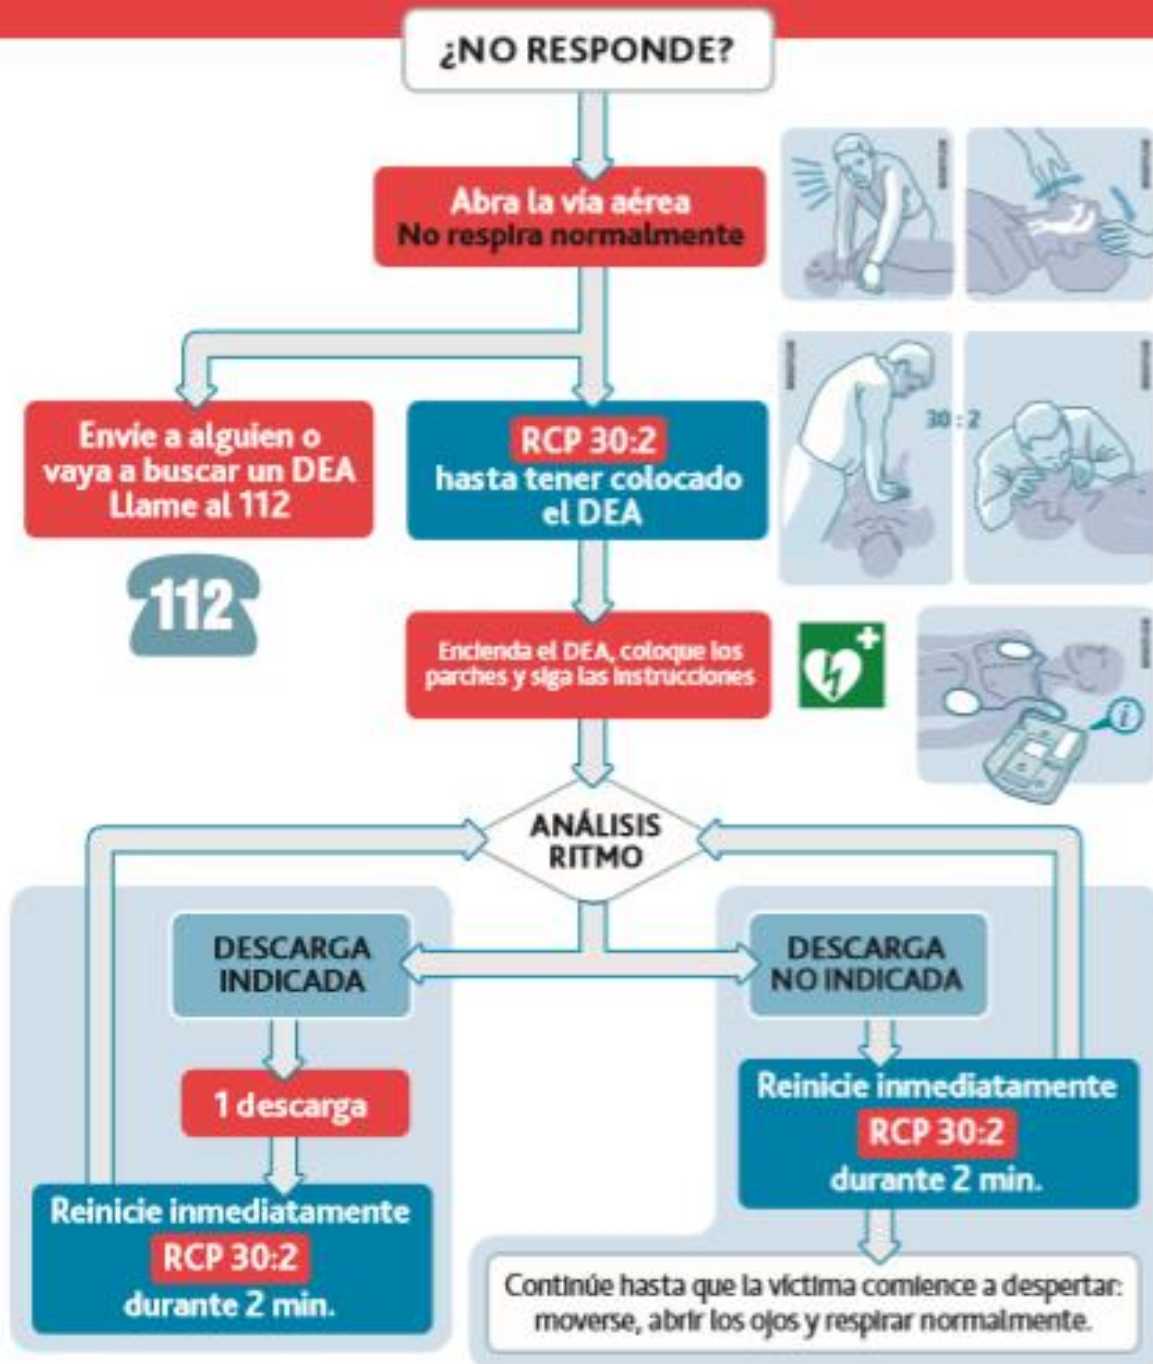 ¿NO RESPONDE?
Abra la vía aérea
No respira normalmente
Envíe a alguien o
vaya a buscar un DEA
Llame al 112
112
RCP 30:2
hasta tener colocado
el DEA
30 : 2
Encienda el DEA, coloque los
parches y siga las instrucciones
i
ANÁLISIS
RITMO
DESCARGA
INDICADA
1 descarga
Reinicie inmediatamente
RCP 30:2
durante 2 min.
DESCARGA
NO INDICADA
Reinicie inmediatamente
RCP 30:2
durante 2 min.
Continúe hasta que la víctima comience a despertar:
moverse, abrir los ojos y respirar normalmente.